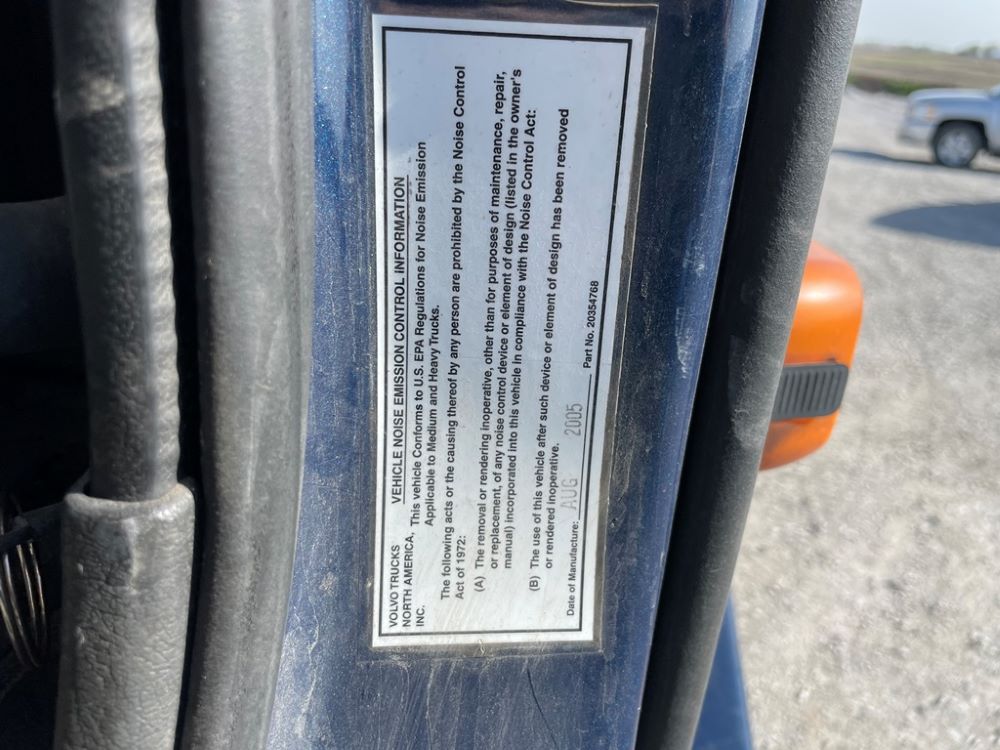 VOLVO TRUCKS
NORTH AMERICA,
INC.
VEHICLE NOISE EMISSION CONTROL INFORMATION
This vehicle Conforms to U.S. EPA Regulations for Noise Emission
Applicable to Medium and Heavy Trucks.
The following acts or the causing thereof by any person are prohibited by the Noise Control
Act of 1972:
(A) The removal or rendering inoperative, other than for purposes of maintenance, repair,
or replacement, of any noise control device or element of design (listed in the owner's
manual) incorporated into this vehicle in compliance with the Noise Control Act:
(B) The use of this vehicle after such device or element of design has been removed
or rendered inoperative.
Date of Manufacture: AUG 2005 Part No. 20354768